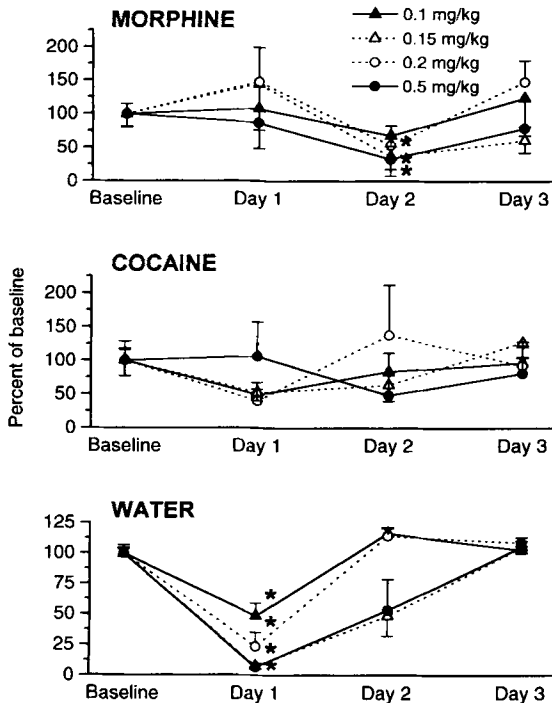 MORPHINE
0.1 mg/kg
0.15 mg/kg
0.2 mg/kg
0.5 mg/kg
200
150
100
50
0
Baseline Day 1 Day 2 Day 3
* * *
COCAINE
200
150
100
50
0
Baseline Day 1 Day 2 Day 3
Percent of baseline
WATER
125
100
75
50
25
0
Baseline Day 1 Day 2 Day 3
* * * *